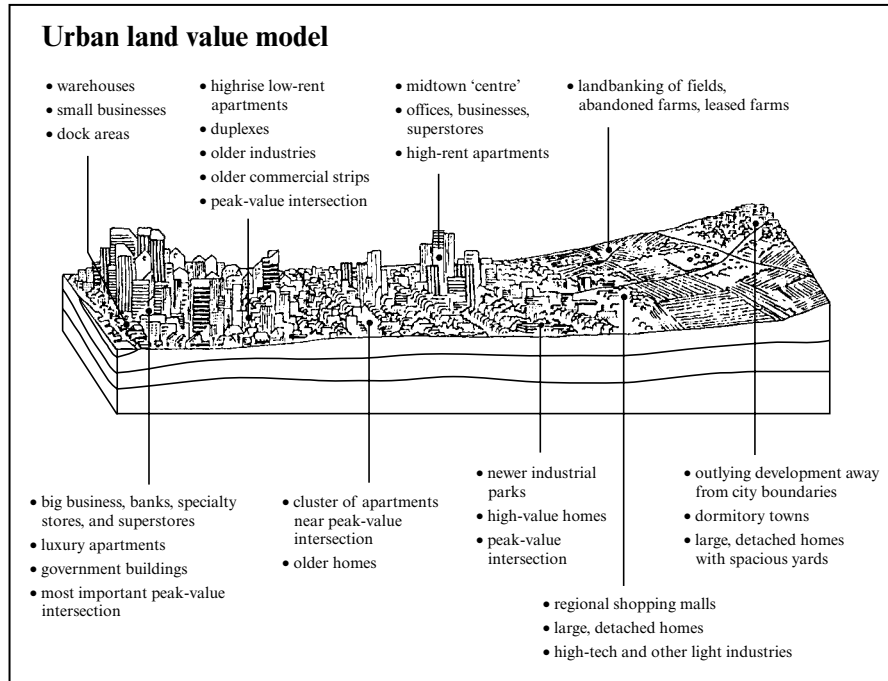 Urban land value model
• warehouses
• small businesses
• dock areas
• highrise low-rent
apartments
• duplexes
• older industries
• older commercial strips
• peak-value intersection
• midtown ‘centre’
• offices, businesses,
superstores
• high-rent apartments
• landbanking of fields,
abandoned farms, leased farms
• big business, banks, specialty
stores, and superstores
• luxury apartments
• government buildings
• most important peak-value
intersection
• cluster of apartments
near peak-value
intersection
• older homes
• newer industrial
parks
• high-value homes
• peak-value
intersection
• outlying development away
from city boundaries
• dormitory towns
• large, detached homes
with spacious yards
• regional shopping malls
• large, detached homes
• high-tech and other light industries